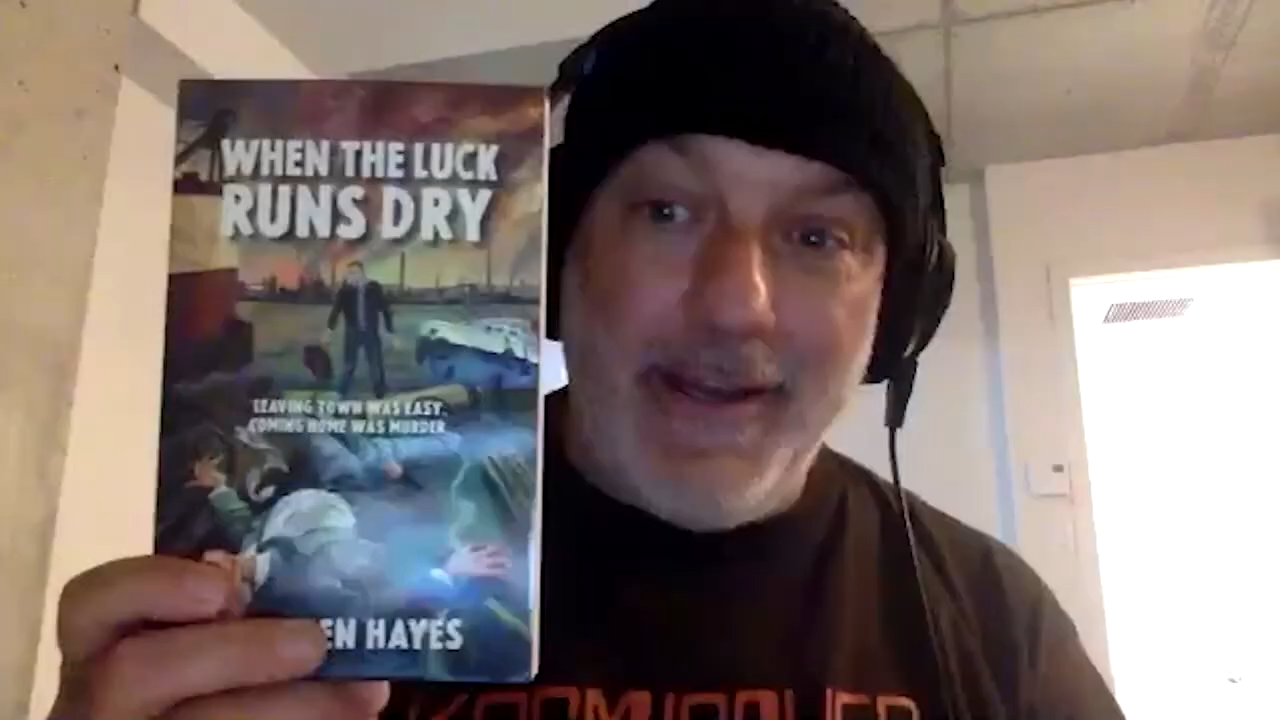 WHEN THE LUCK
RUNS DRY
LEAVING TOWN WAS EASY.
COMING HOME WAS MURDER
HAYES